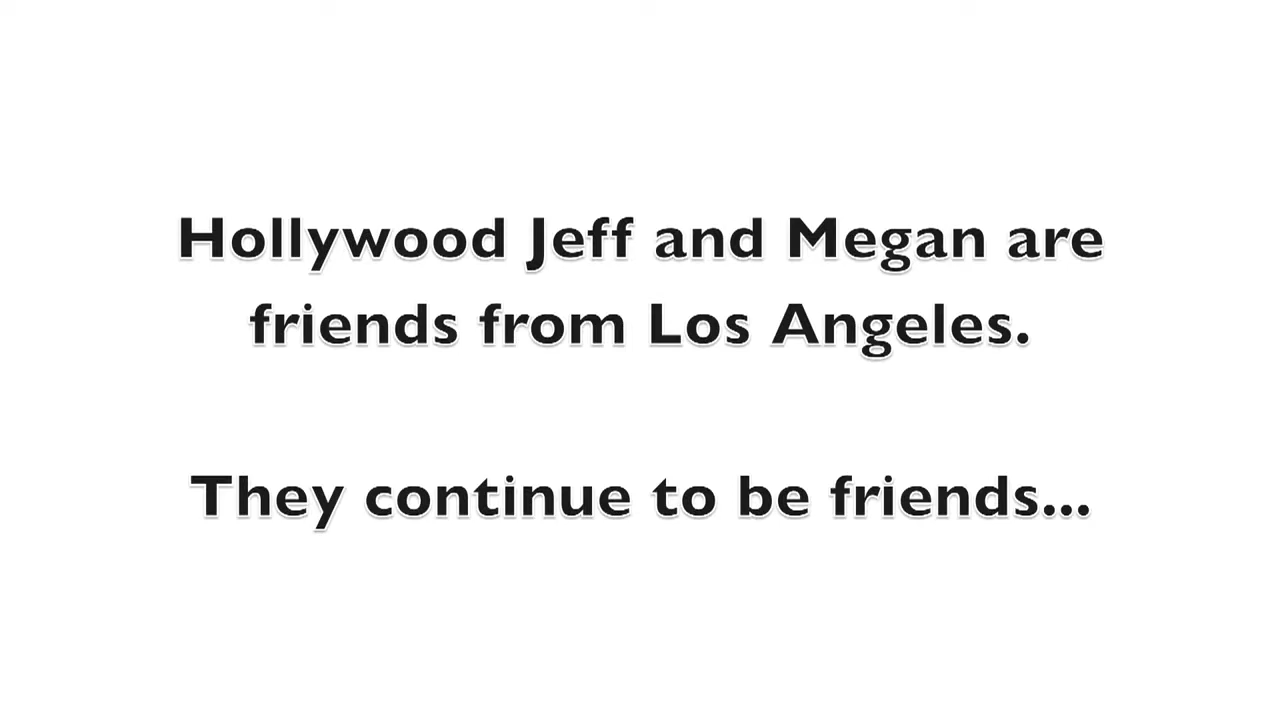 Hollywood Jeff and Megan are
friends from Los Angeles.
They continue to be friends...